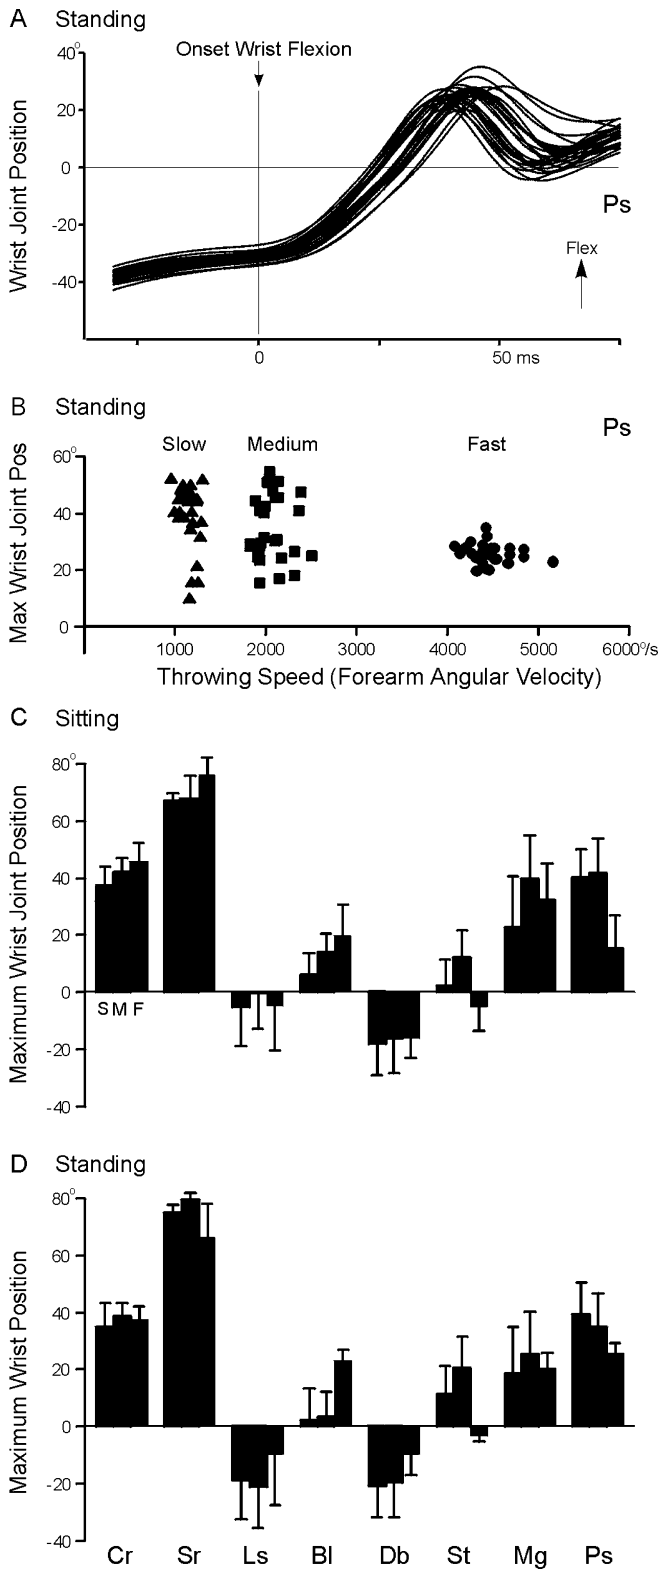 A Standing
Onset Wrist Flexion
40°
20
0
-20
-40
Wrist Joint Position
Ps
Flex
0
50 ms
B Standing
Ps
Slow Medium Fast
60°
40
20
0
Max Wrist Joint Pos
1000 2000 3000 4000 5000 6000°/s
Throwing Speed (Forearm Angular Velocity)
C Sitting
80°
60
40
20
0
-20
-40
Maximum Wrist Joint Position
S M F
D Standing
80°
60
40
20
0
-20
-40
Maximum Wrist Position
Cr Sr Ls Bl Db St Mg Ps